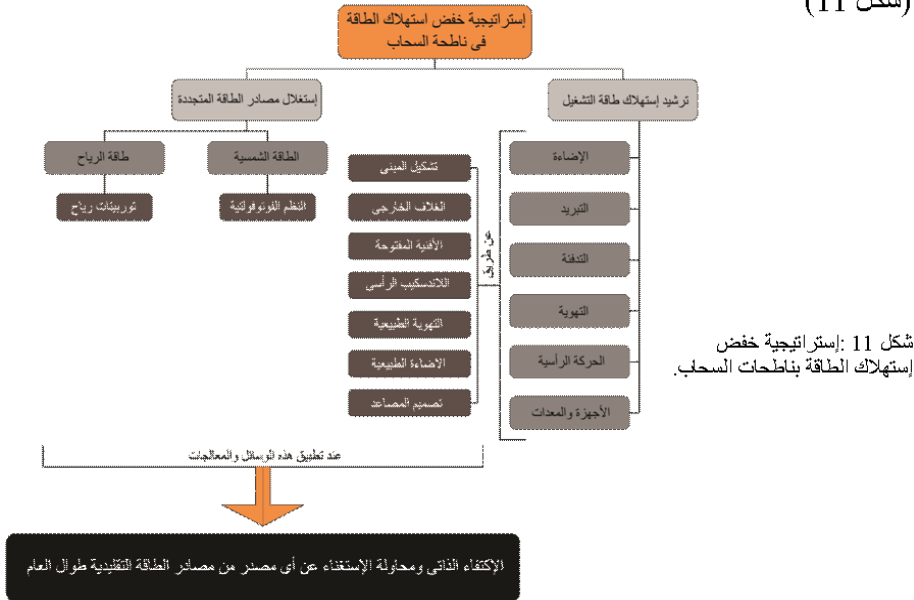 (شكل 11)
إستراتيجية خفض استهلاك الطاقة
فى ناطحة السحاب
ترشيد إستهلاك طاقة التشغيل
إستغلال مصادر الطاقة المتجددة
الإضاءة
التبريد
التدفئة
التهوية
الحركة الرأسية
الأجهزة والمعدات
عن طريق
تشكيل المبنى
الغلاف الخارجى
الأفنية المفتوحة
اللاندسكيب الرأسى
التهوية الطبيعية
الاضاءة الطبيعية
تصميم المصاعد
الطاقة الشمسية
طاقة الرياح
النظم الفوتوفولتية
توربينات رياح
شكل 11 :إستراتيجية خفض
إستهلاك الطاقة بناطحات السحاب.
عند تطبيق هذه الوسائل والمعالجات
الإكتفاء الذاتى ومحاولة الإستغناء عن أى مصدر من مصادر الطاقة التقليدية طوال العام